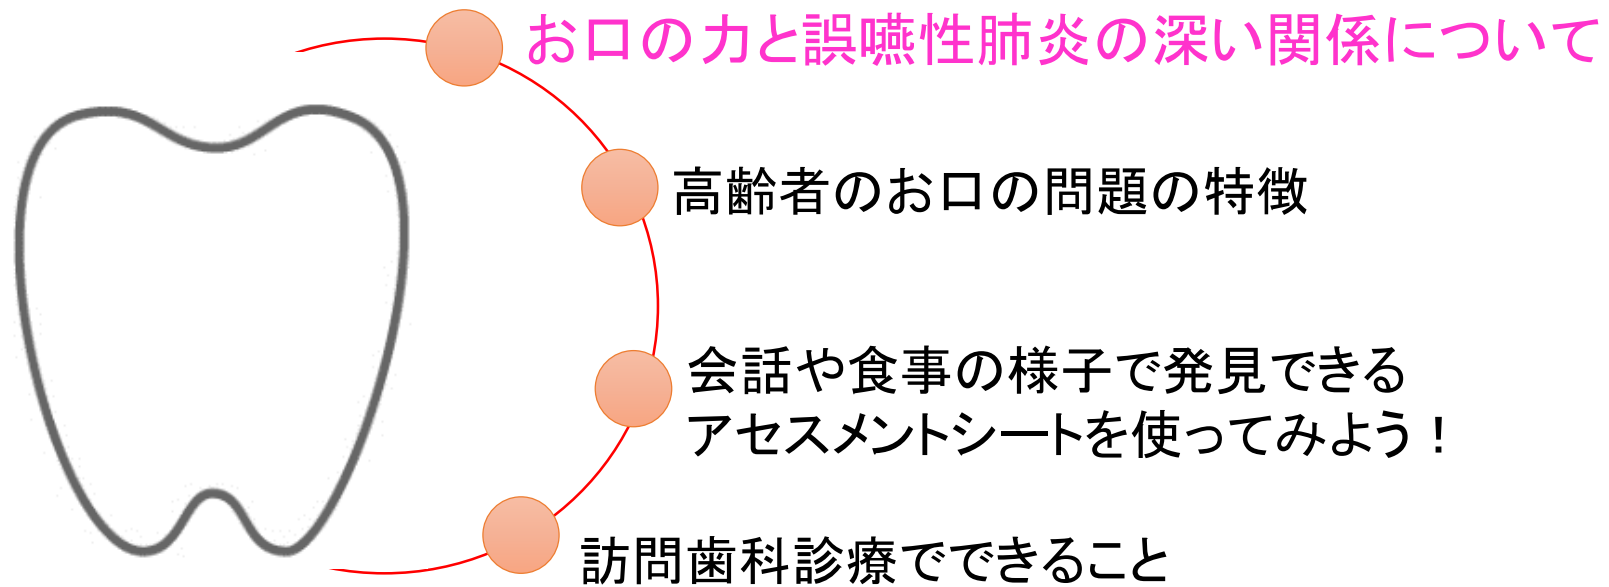 お口の力と誤嚥性肺炎の深い関係について
高齢者のお口の問題の特徴
会話や食事の様子で発見できる
アセスメントシートを使ってみよう！
訪問歯科診療でできること